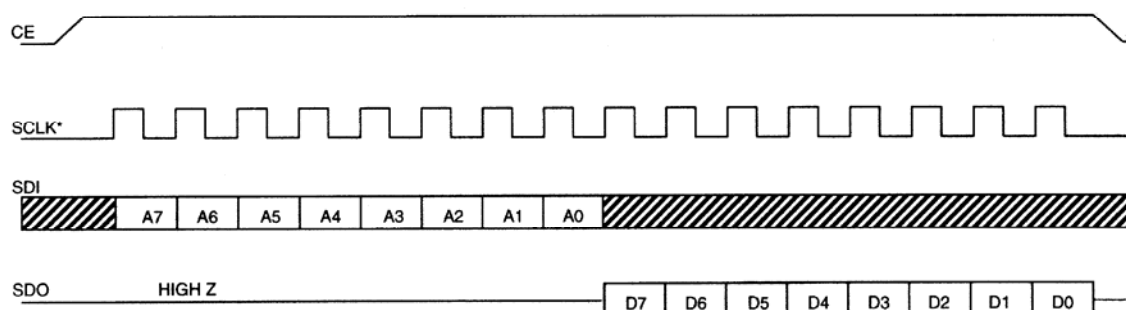 CE
SCLK*
SDI
A7 A6 A5 A4 A3 A2 A1 A0
SDO HIGH Z D7 D6 D5 D4 D3 D2 D1 D0